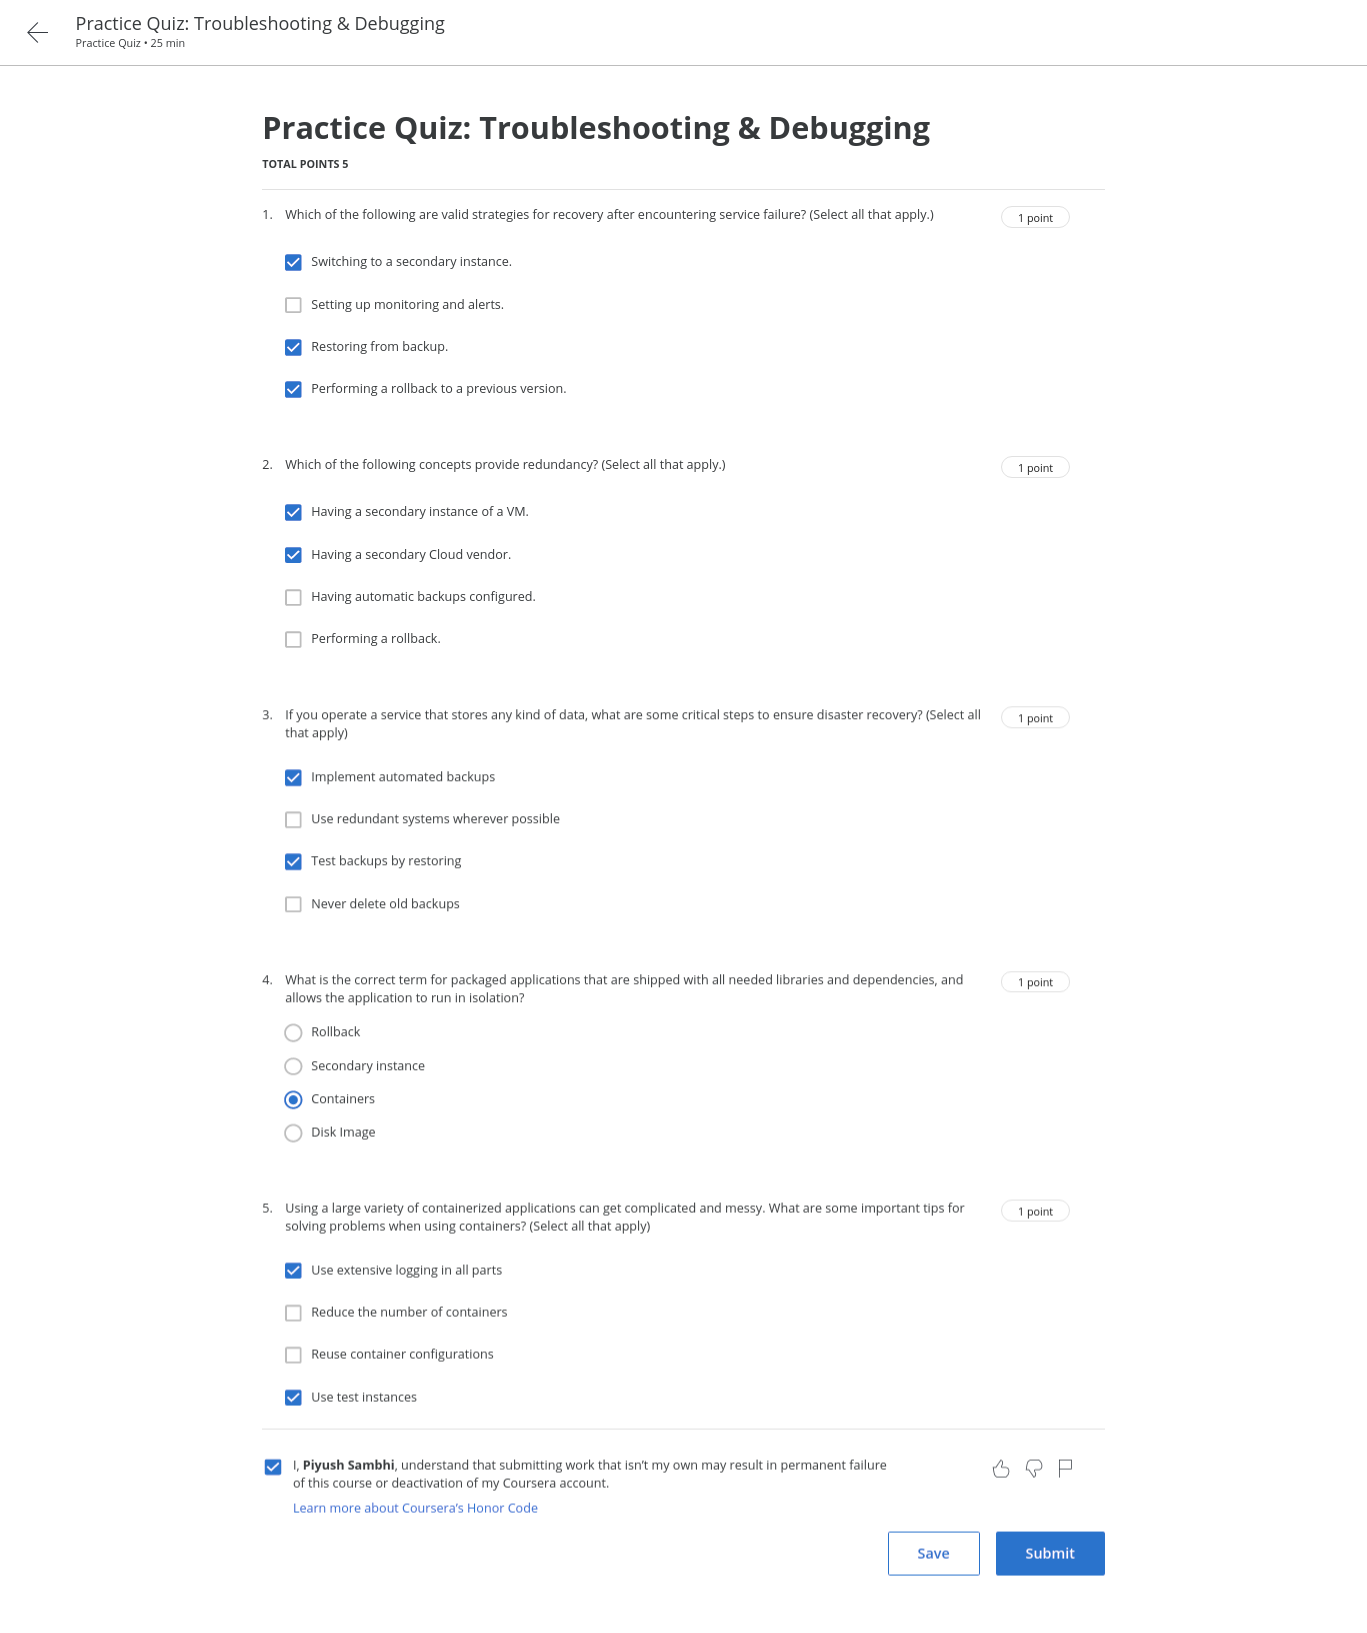 Practice Quiz: Troubleshooting & Debugging
Practice Quiz • 25 min
Practice Quiz: Troubleshooting & Debugging
TOTAL POINTS 5
1. Which of the following are valid strategies for recovery after encountering service failure? (Select all that apply.) 1 point
Switching to a secondary instance.
Setting up monitoring and alerts.
Restoring from backup.
Performing a rollback to a previous version.
2. Which of the following concepts provide redundancy? (Select all that apply.) 1 point
Having a secondary instance of a VM.
Having a secondary Cloud vendor.
Having automatic backups configured.
Performing a rollback.
3. If you operate a service that stores any kind of data, what are some critical steps to ensure disaster recovery? (Select all 1 point
that apply)
Implement automated backups
Use redundant systems wherever possible
Test backups by restoring
Never delete old backups
4. What is the correct term for packaged applications that are shipped with all needed libraries and dependencies, and 1 point
allows the application to run in isolation?
Rollback
Secondary instance
Containers
Disk Image
5. Using a large variety of containerized applications can get complicated and messy. What are some important tips for 1 point
solving problems when using containers? (Select all that apply)
Use extensive logging in all parts
Reduce the number of containers
Reuse container configurations
Use test instances
I, Piyush Sambhi, understand that submitting work that isn't my own may result in permanent failure
of this course or deactivation of my Coursera account.
Learn more about Coursera's Honor Code
Save Submit